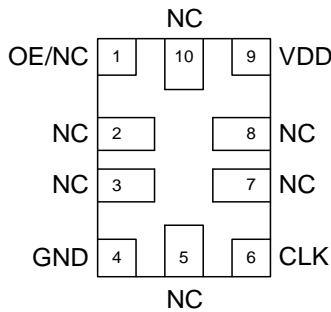 NC
OE/NC 1 10 9 VDD
NC 2 8 NC
NC 3 7 NC
GND 4 5 6 CLK
NC